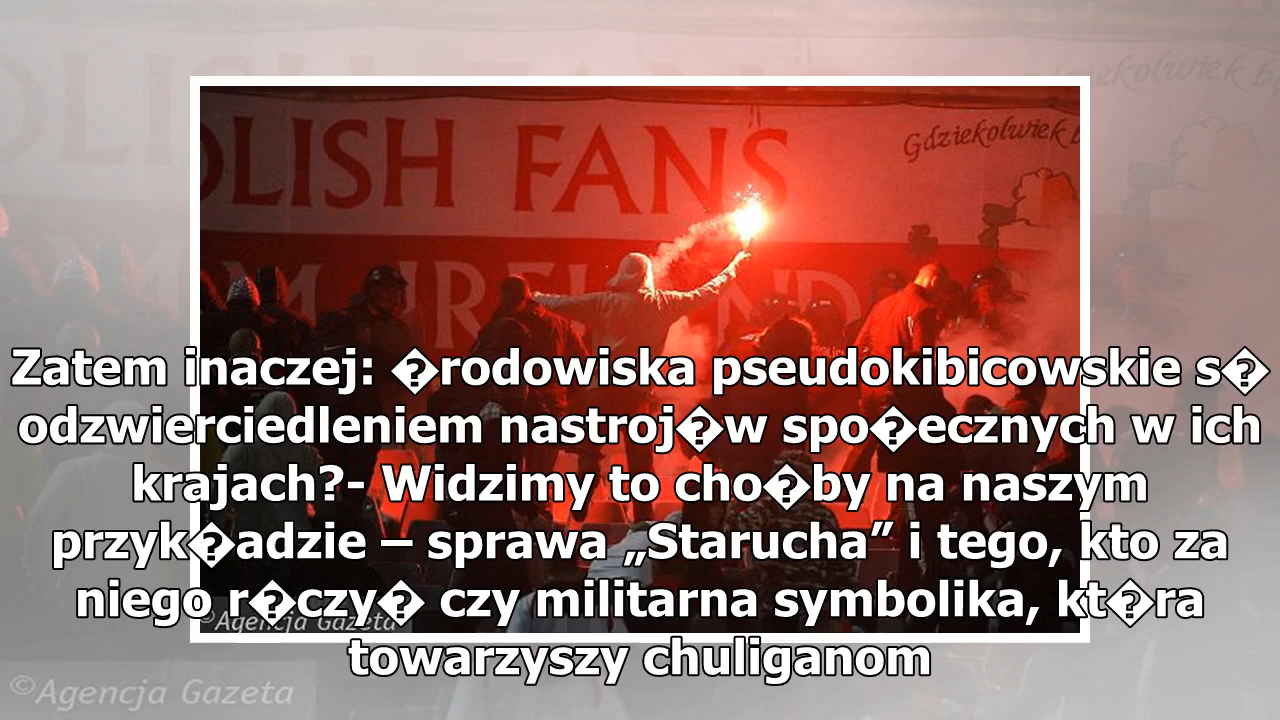 OLISH FANS
Gdziekolwiek b
Zatem inaczej: �rodowiska pseudokibicowskie s�
odzwierciedleniem nastroj�w spo�ecznych w ich
krajach?- Widzimy to cho�by na naszym
przyk�adzie – sprawa „Starucha” i tego, kto za
niego r�czy� czy militarna symbolika, kt�ra
towarzyszy chuliganom
©Agencja Gazeta
©Agencja Gazeta